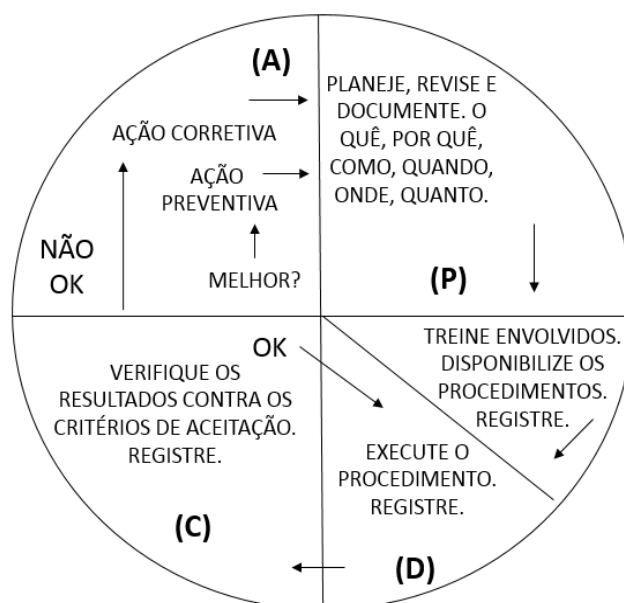 (A)
AÇÃO CORRETIVA
AÇÃO
PREVENTIVA
NÃO
OK
MELHOR?
PLANEJE, REVISE E
DOCUMENTE. O
QUÊ, POR QUÊ,
COMO, QUANDO,
ONDE, QUANTO.
(P)
TREINE ENVOLVIDOS.
DISPONIBILIZE OS
PROCEDIMENTOS.
REGISTRE.
EXECUTE O
PROCEDIMENTO.
REGISTRE.
(D)
OK
VERIFIQUE OS
RESULTADOS CONTRA OS
CRITÉRIOS DE ACEITAÇÃO.
REGISTRE.
(C)